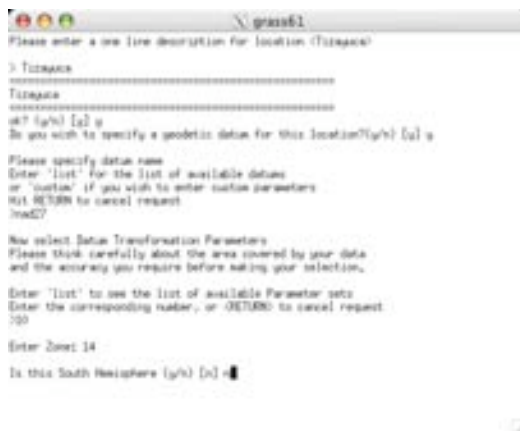 grass61
Please enter a one line description for location (Tizayuca)
> Tizayuca
=====================================================
Tizayuca
=====================================================
ok? (y/n) [y] y
Do you wish to specify a geodetic datum for this location?(y/n) [y] y
Please specify datum name
Enter 'list' for the list of available datums
or 'custom' if you wish to enter custom parameters
Hit RETURN to cancel request
>nad27
Now select Datum Transformation Parameters
Please think carefully about the area covered by your data
and the accuracy you require before making your selection.
Enter 'list' to see the list of available Parameter sets
Enter the corresponding number, or <RETURN> to cancel request
Enter Zone: 14
Is this South Hemisphere (y/n) [n] n